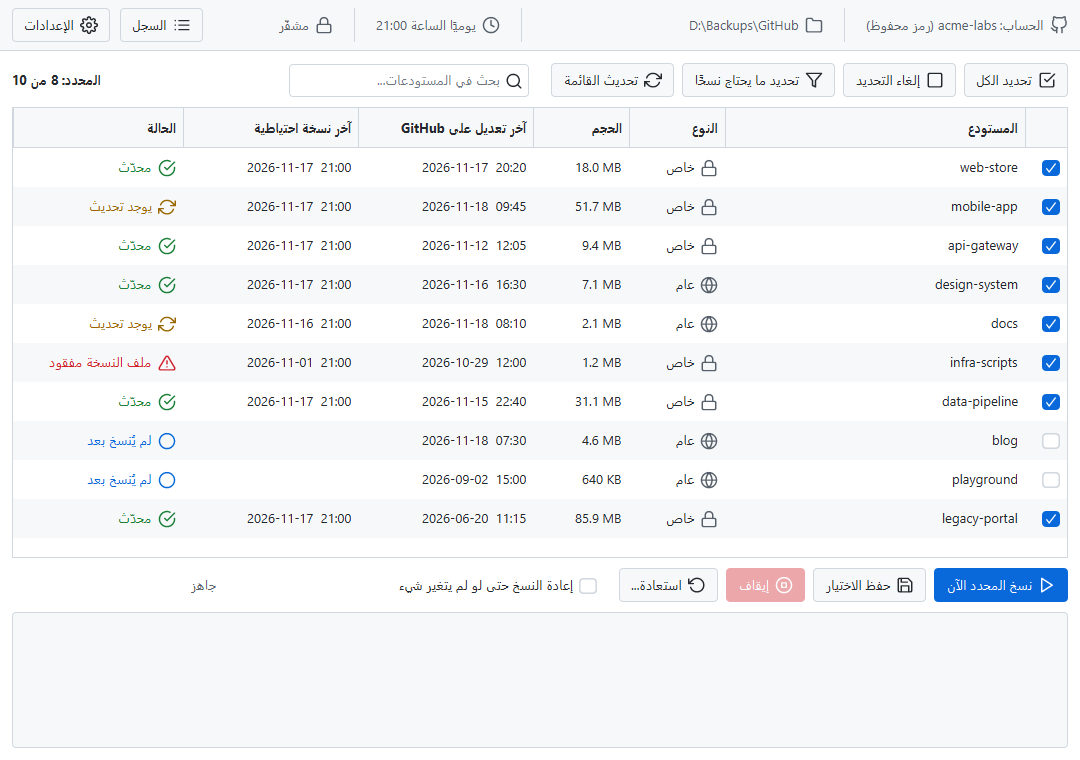 الحساب: acme-labs (رمز محفوظ)
D:\Backups\GitHub
يوميًا الساعة 21:00
مشفّر
السجل
الإعدادات
تحديد الكل
إلغاء التحديد
تحديد ما يحتاج نسخًا
تحديث القائمة
بحث في المستودعات...
المحدد: 8 من 10
المستودع النوع الحجم آخر تعديل على GitHub آخر نسخة احتياطية الحالة
web-store خاص 18.0 MB 2026-11-17 20:20 2026-11-17 21:00 محدّث
mobile-app خاص 51.7 MB 2026-11-18 09:45 2026-11-17 21:00 يوجد تحديث
api-gateway خاص 9.4 MB 2026-11-12 12:05 2026-11-17 21:00 محدّث
design-system عام 7.1 MB 2026-11-16 16:30 2026-11-17 21:00 محدّث
docs عام 2.1 MB 2026-11-18 08:10 2026-11-16 21:00 يوجد تحديث
infra-scripts خاص 1.2 MB 2026-10-29 12:00 2026-11-01 21:00 ملف النسخة مفقود
data-pipeline خاص 31.1 MB 2026-11-15 22:40 2026-11-17 21:00 محدّث
blog عام 4.6 MB 2026-11-18 07:30 لم يُنسخ بعد
playground عام 640 KB 2026-09-02 15:00 لم يُنسخ بعد
legacy-portal خاص 85.9 MB 2026-06-20 11:15 2026-11-17 21:00 محدّث
نسخ المحدد الآن
حفظ الاختيار
إيقاف
استعادة...
إعادة النسخ حتى لو لم يتغير شيء
جاهز